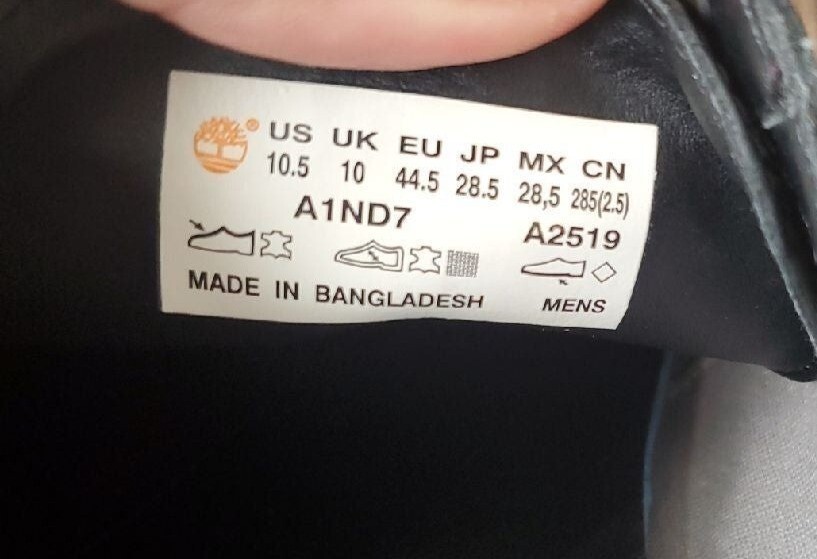 ® US UK EU JP MX CN
10.5 10 44.5 28.5 28,5 285(2.5)
A1ND7 A2519
MADE IN BANGLADESH MENS